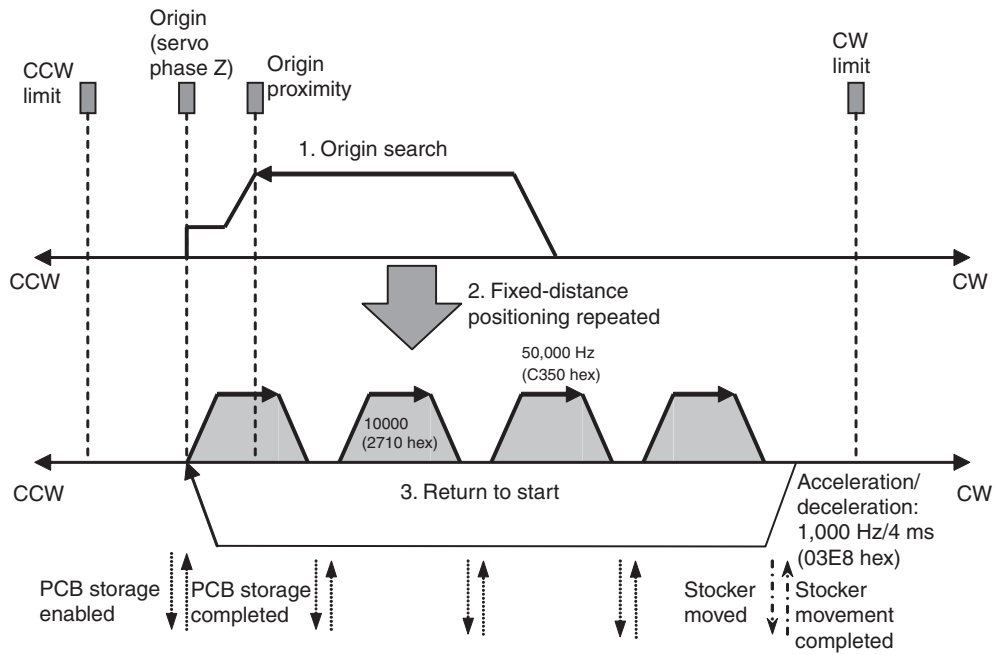 Origin
(servo
phase Z)
CCW
limit
Origin
proximity
CW
limit
1. Origin search
CCW
CW
2. Fixed-distance
positioning repeated
50,000 Hz
(C350 hex)
10000
(2710 hex)
CCW
CW
3. Return to start
Acceleration/
deceleration:
1,000 Hz/4 ms
(03E8 hex)
PCB storage
enabled
PCB storage
completed
Stocker
moved
Stocker
movement
completed